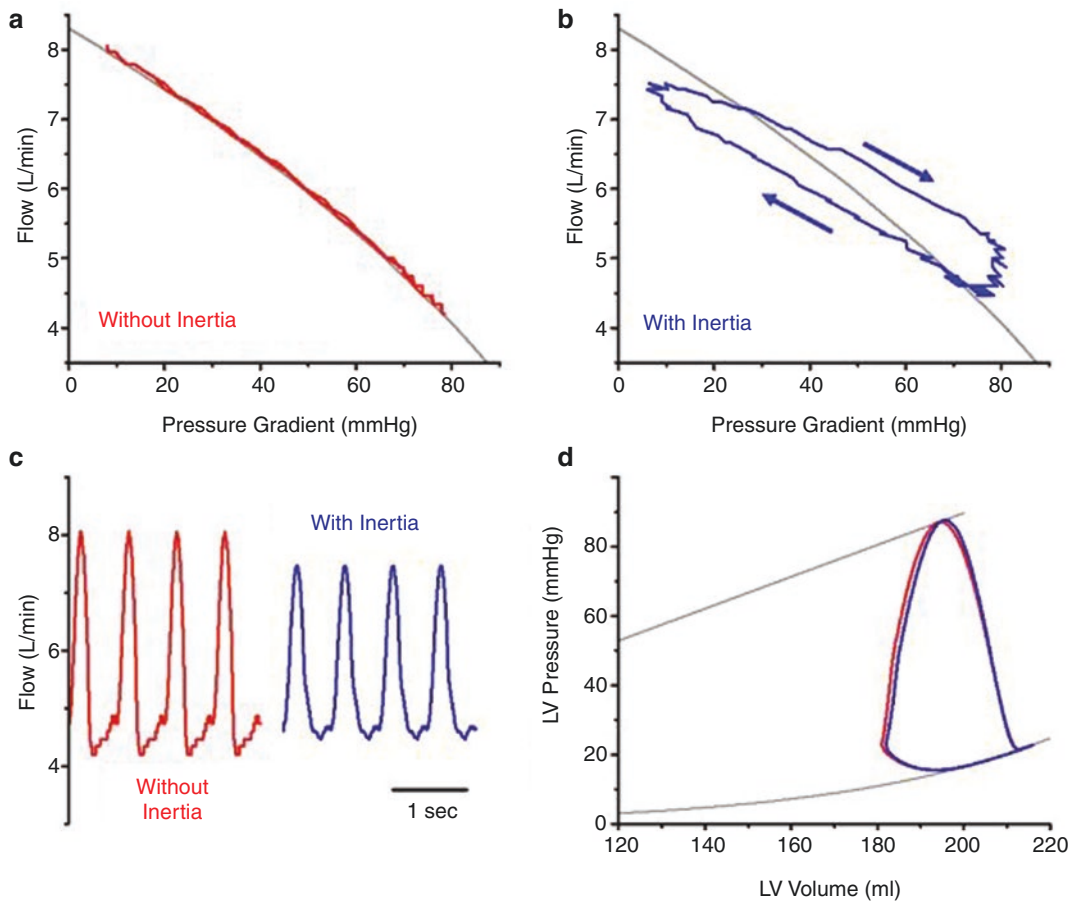 a
8
7
6
5
4
Flow (L/min)
Without Inertia
0 20 40 60 80
Pressure Gradient (mmHg)
b
8
7
6
5
4
Flow (L/min)
With Inertia
0 20 40 60 80
Pressure Gradient (mmHg)
c
8
6
4
Flow (L/min)
With Inertia
Without
Inertia
1 sec
d
80
60
40
20
0
LV Pressure (mmHg)
120 140 160 180 200 220
LV Volume (ml)